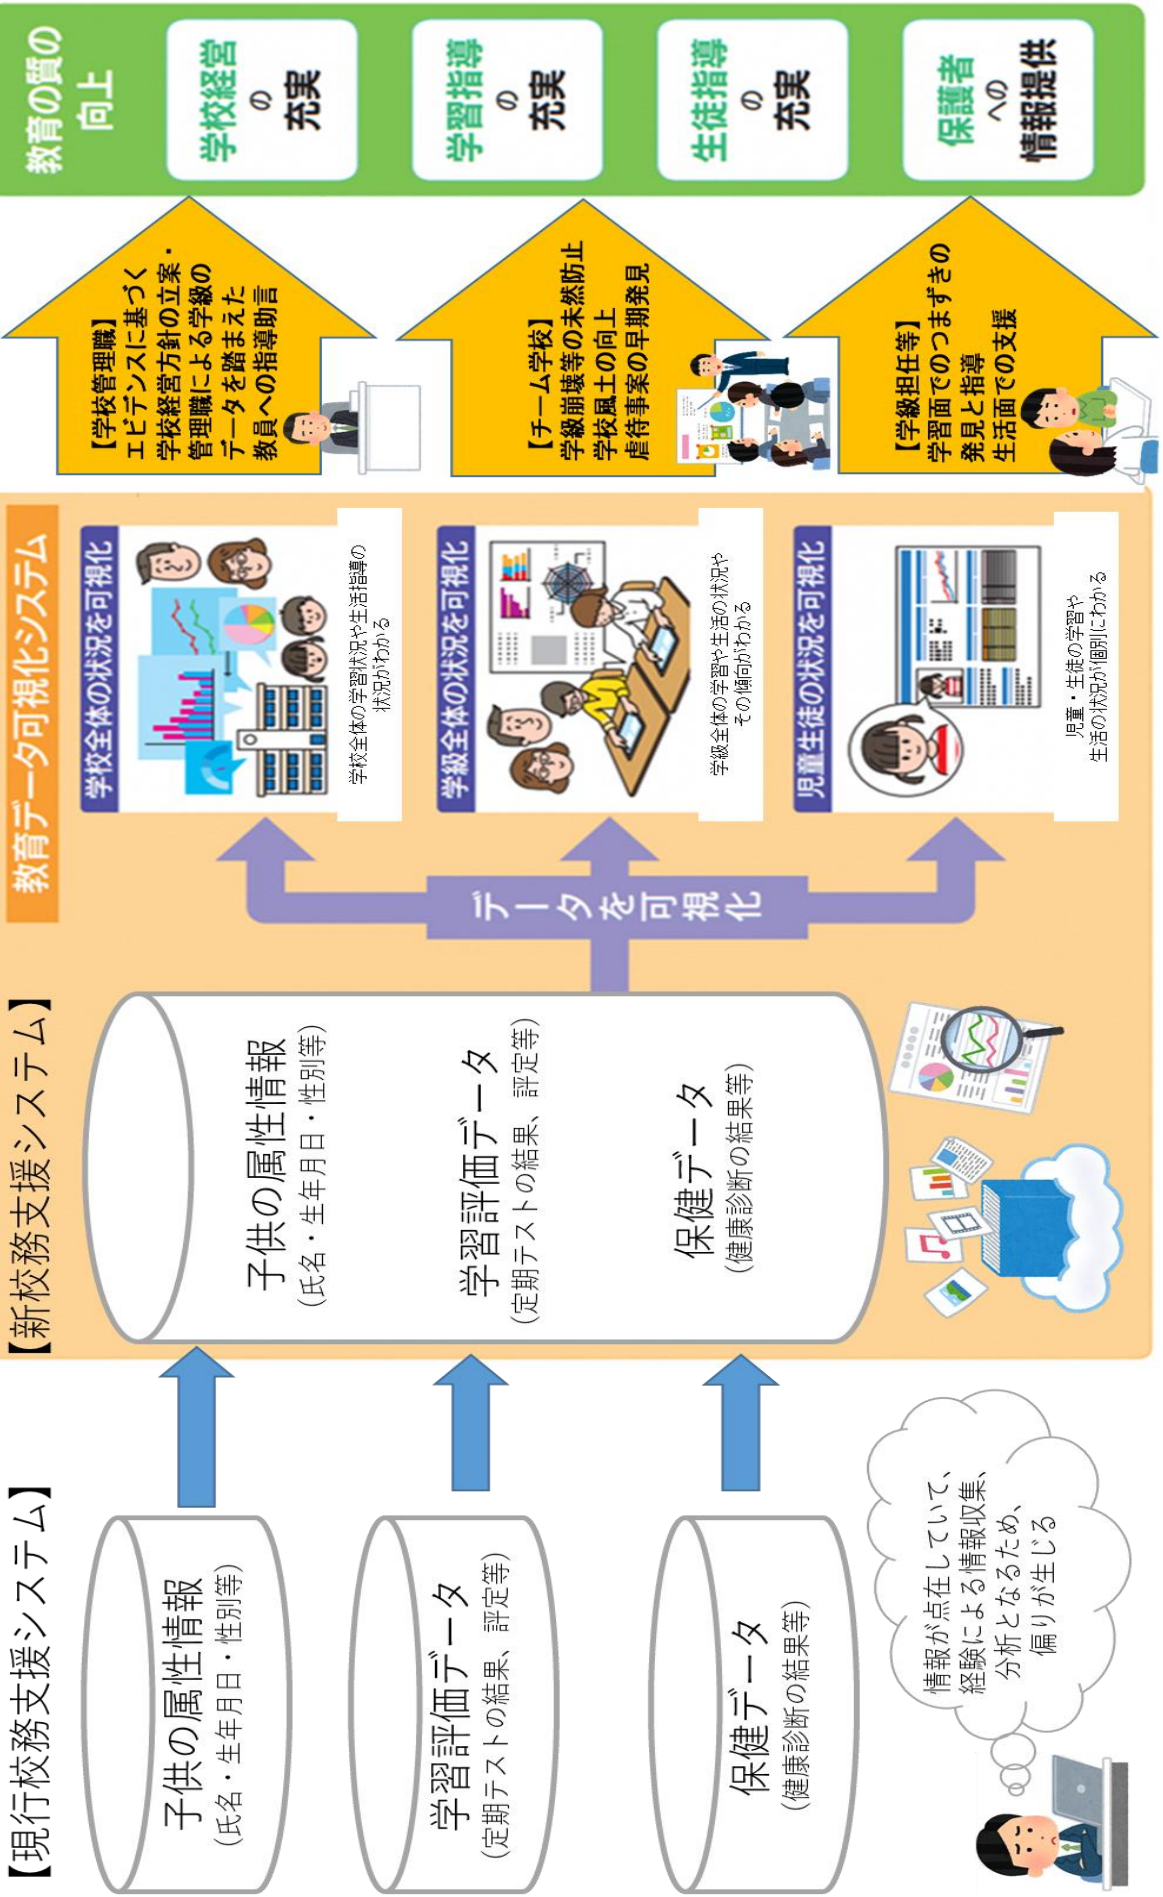 【現行校務支援システム】
子供の属性情報
(氏名・生年月日・性別等)
学習評価データ
(定期テストの結果、評定等)
保健データ
(健康診断の結果等)
情報が点在していて、
経験による情報収集、
分析となるため、
偏りが生じる
【新校務支援システム】
子供の属性情報
(氏名・生年月日・性別等)
学習評価データ
(定期テストの結果、評定等)
保健データ
(健康診断の結果等)
データを可視化
教育データ可視化システム
学校全体の状況を可視化
学校全体の学習状況や生活指導の
状況がわかる
学級全体の状況を可視化
学級全体の学習や生活の状況や
その傾向がわかる
児童生徒の状況を可視化
児童・生徒の学習や
生活の状況が個別にわかる
【学校管理職】
エビデンスに基づく
学校経営方針の立案・
管理職による学級の
データを踏まえた
教員への指導助言
【チーム学校】
学級崩壊等の未然防止
学校風土の向上
虐待事案の早期発見
【学級担任等】
学習面でのつまずきの
発見と指導
生活面での支援
教育の質の
向上
学校経営
の
充実
学習指導
の
充実
生徒指導
の
充実
保護者
への
情報提供